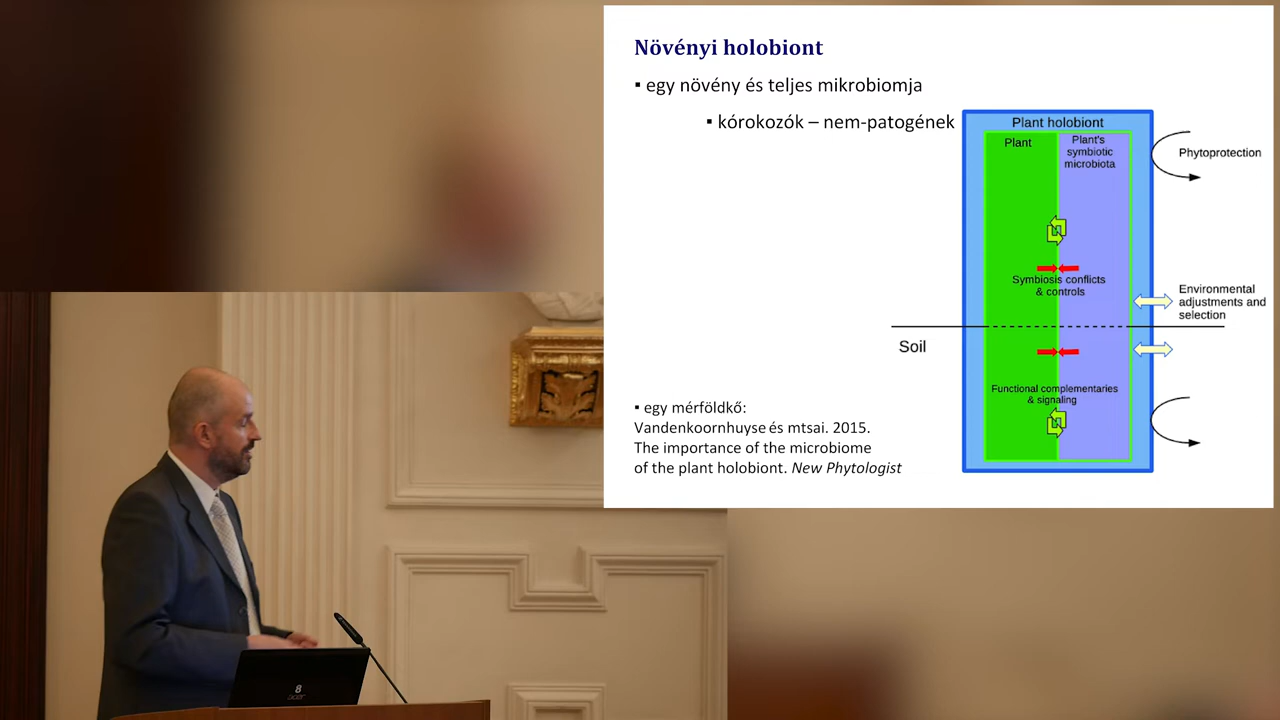 Növényi holobiont
▪ egy növény és teljes mikrobiomja
▪ kórokozók – nem-patogének
Plant holobiont
Plant
Plant's
symbiotic
microbiota
Phytoprotection
Symbiosis conflicts
& controls
Environmental
adjustments and
selection
Soil
Functional complementaries
& signaling
▪ egy mérföldkő:
Vandenkoornhuyse és mtsai. 2015.
The importance of the microbiome
of the plant holobiont. New Phytologist
8
acer